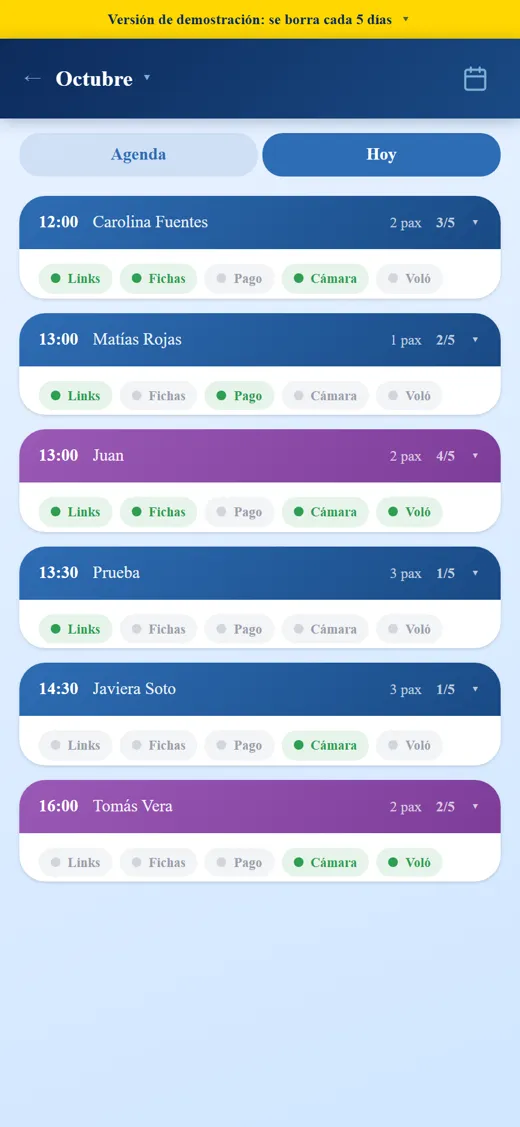 Versión de demostración: se borra cada 5 días ▼
← Octubre ▼
Agenda Hoy
12:00 Carolina Fuentes 2 pax 3/5 ▼
Links Fichas Pago Cámara Voló
13:00 Matías Rojas 1 pax 2/5 ▼
Links Fichas Pago Cámara Voló
13:00 Juan 2 pax 4/5 ▼
Links Fichas Pago Cámara Voló
13:30 Prueba 3 pax 1/5 ▼
Links Fichas Pago Cámara Voló
14:30 Javiera Soto 3 pax 1/5 ▼
Links Fichas Pago Cámara Voló
16:00 Tomás Vera 2 pax 2/5 ▼
Links Fichas Pago Cámara Voló